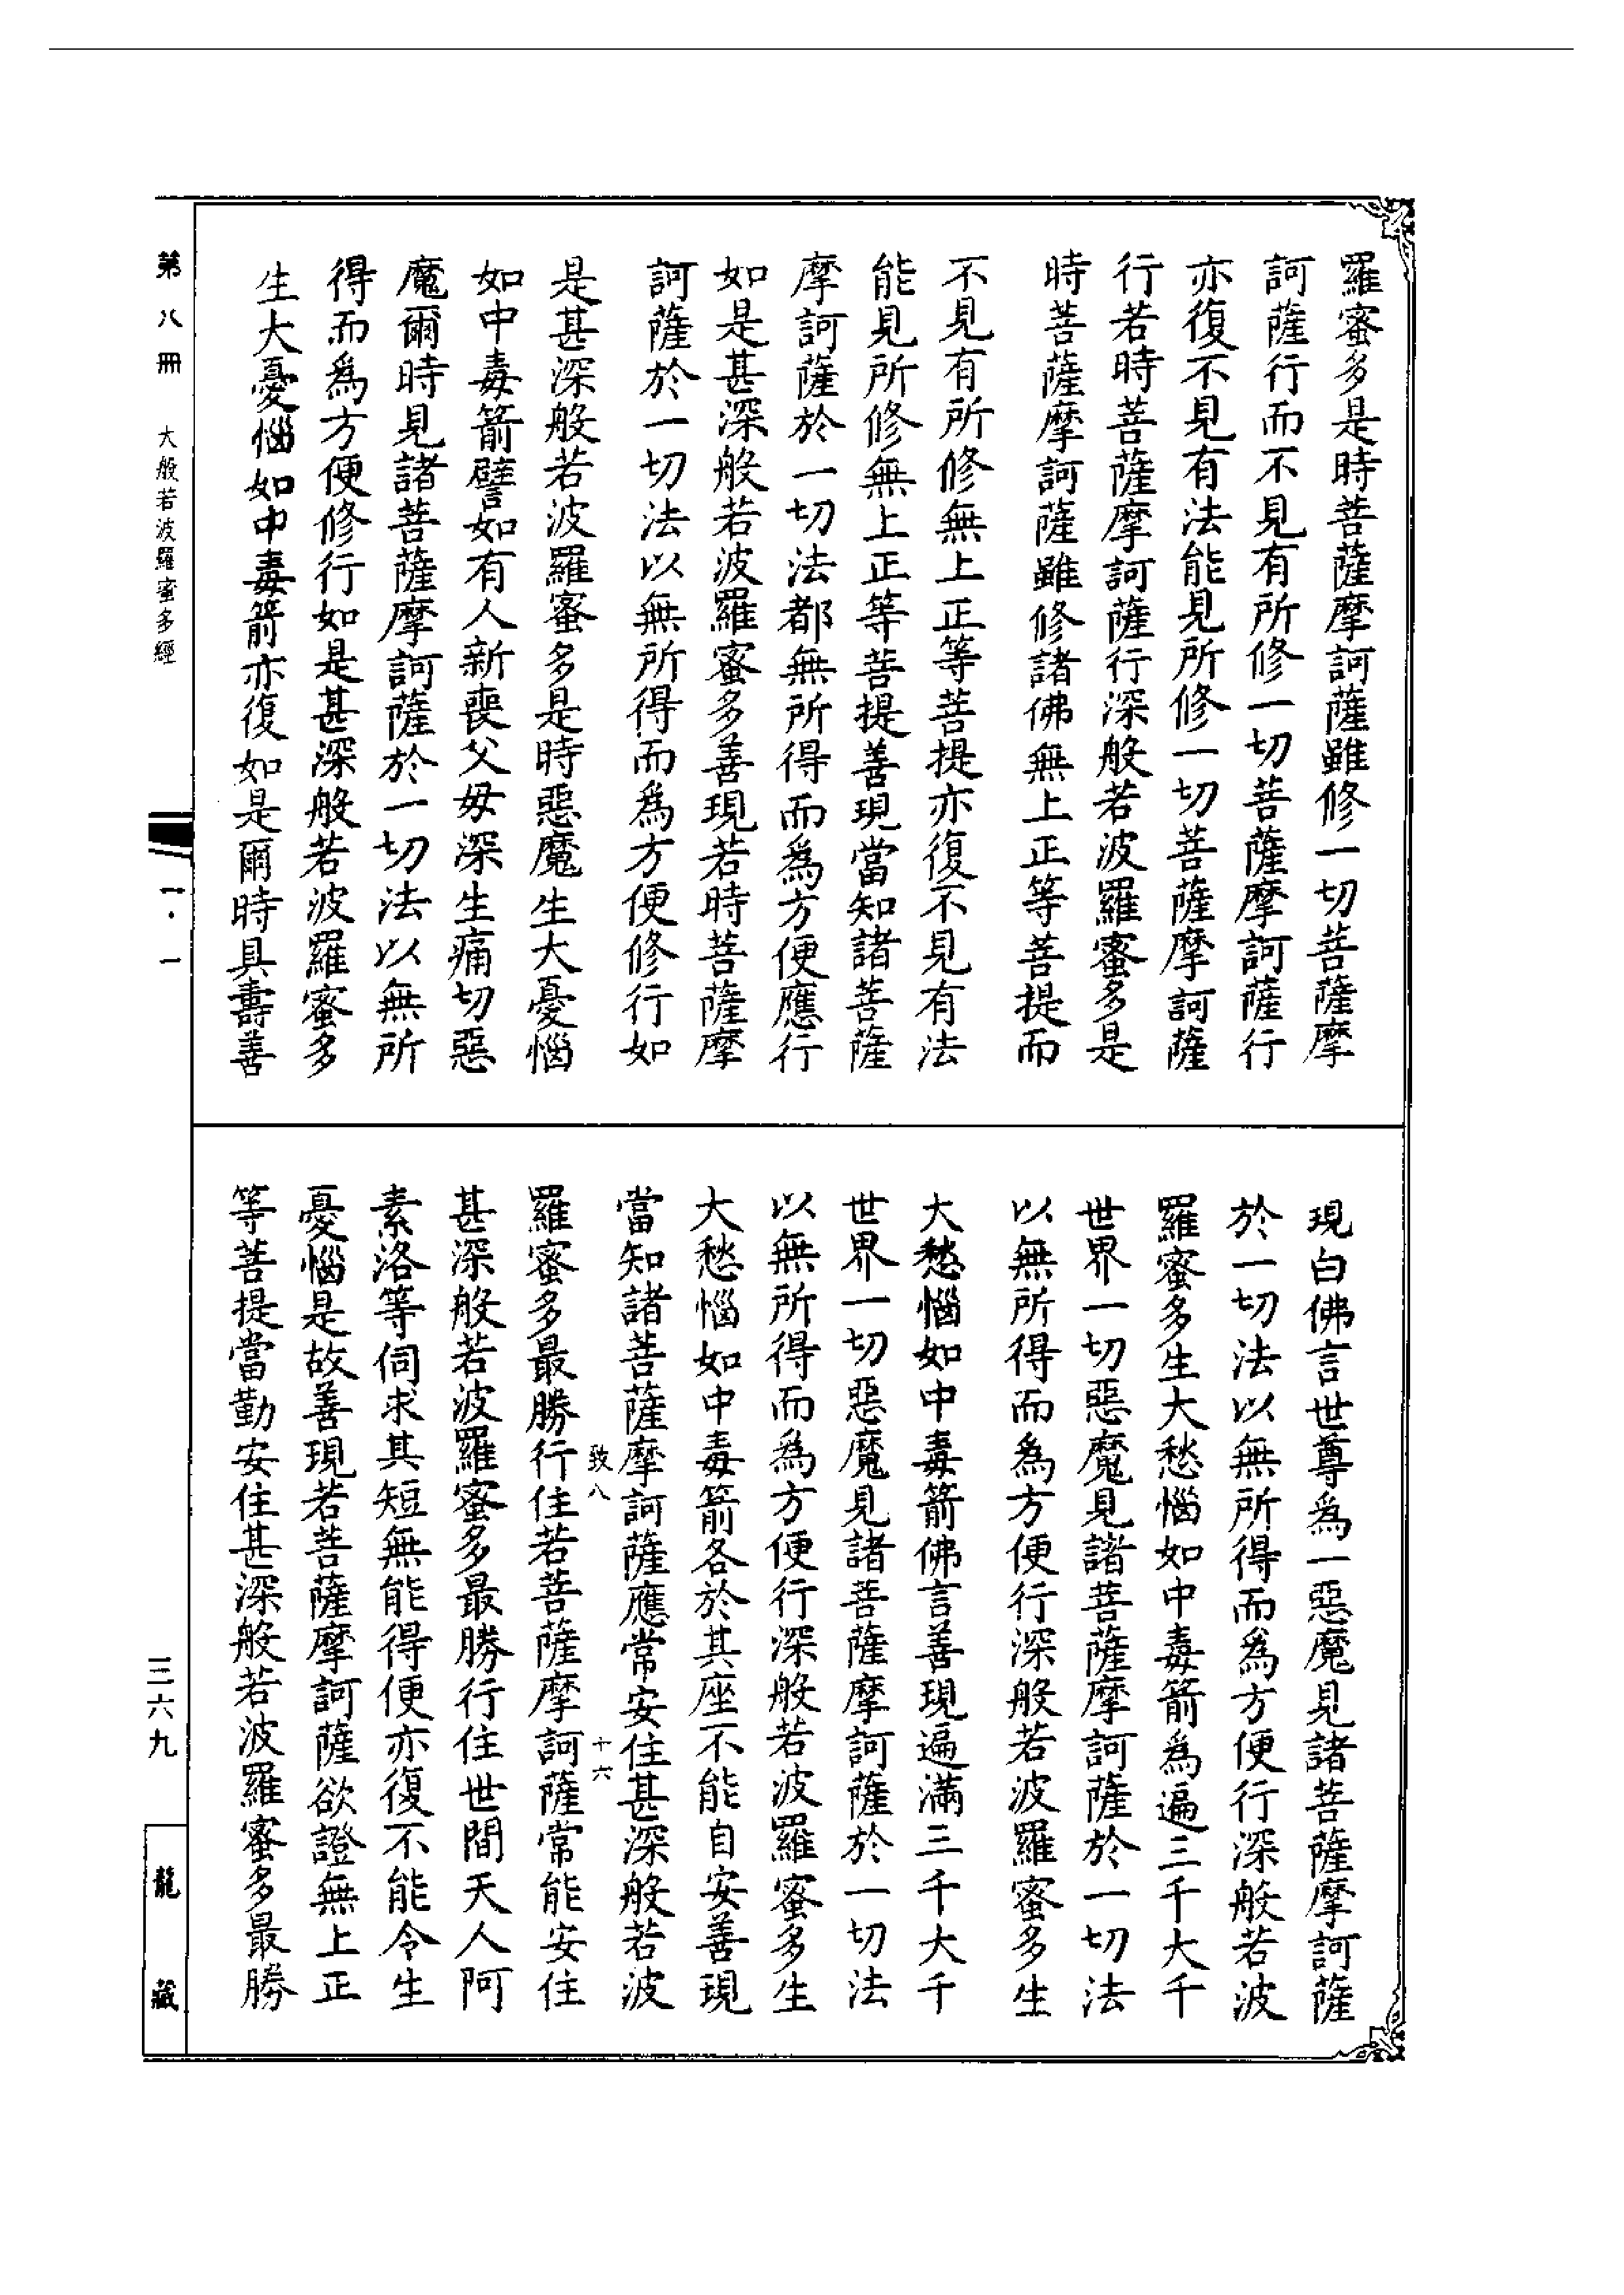 羅蜜多是時菩薩摩訶薩雖修一切菩薩摩
訶薩行而不見有所修一切菩薩摩訶薩行
亦復不見有法能見所修一切菩薩摩訶薩
行若時菩薩摩訶薩行深般若波羅蜜多是
時菩薩摩訶薩雖修諸佛無上正等菩提而
不見有所修無上正等菩提亦復不見有法
能見所修無上正等菩提善現當知諸菩薩
摩訶薩於一切法都無所得而爲方便應行
如是甚深般若波羅蜜多善現若時菩薩摩
訶薩於一切法以無所得而爲方便修行如
是甚深般若波羅蜜多是時惡魔生大憂惱
如中毒箭譬如有人新喪父母深生痛切惡
魔爾時見諸菩薩摩訶薩於一切法以無所
得而爲方便修行如是甚深般若波羅蜜多
生大憂惱如中毒箭亦復如是爾時具壽善
現白佛言世尊爲一惡魔見諸菩薩摩訶薩
於一切法以無所得而爲方便行深般若波
羅蜜多生大愁惱如中毒箭爲遍三千大千
世界一切惡魔見諸菩薩摩訶薩於一切法
以無所得而爲方便行深般若波羅蜜多生
大愁惱如中毒箭佛言善現遍滿三千大千
世界一切惡魔見諸菩薩摩訶薩於一切法
以無所得而爲方便行深般若波羅蜜多生
大愁惱如中毒箭各於其座不能自安善現
當知諸菩薩摩訶薩應常安住甚深般若波
致八 十六
羅蜜多最勝行住若菩薩摩訶薩常能安住
甚深般若波羅蜜多最勝行住世間天人阿
素洛等伺求其短無能得便亦復不能令生
憂惱是故善現若菩薩摩訶薩欲證無上正
等菩提當勤安住甚深般若波羅蜜多最勝
第八冊 大般若波羅蜜多經 一·一
三六九
龍藏